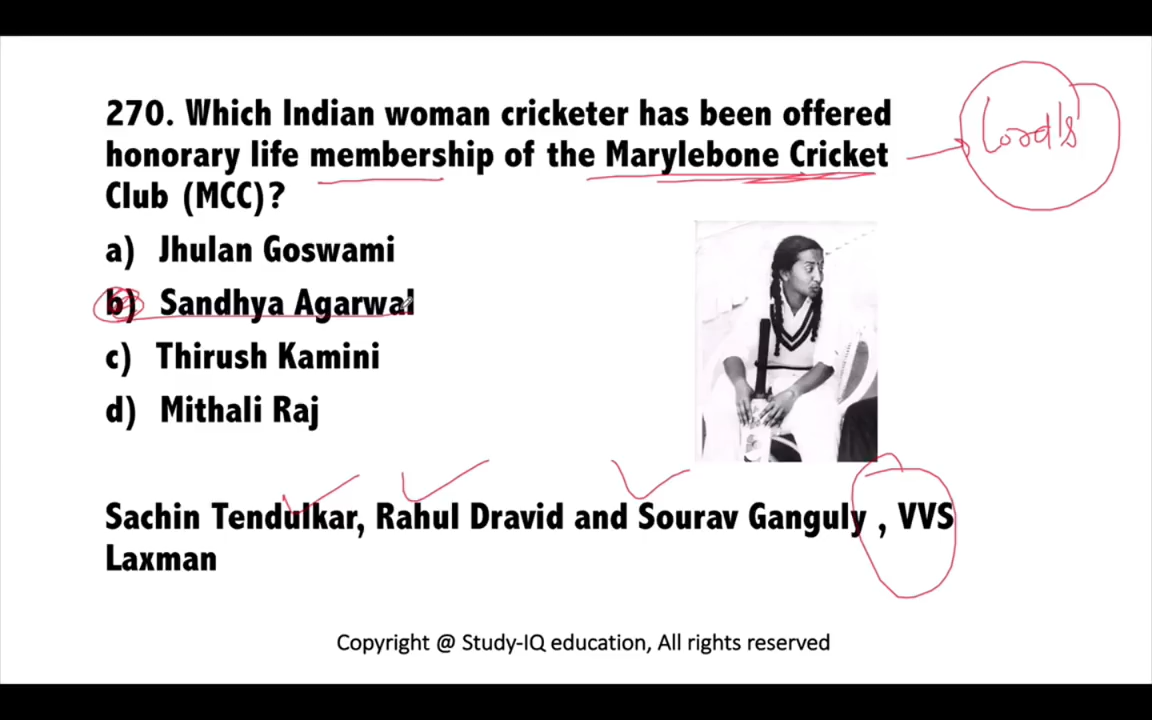 270. Which Indian woman cricketer has been offered
honorary life membership of the Marylebone Cricket
Club (MCC)?
Lord's
a) Jhulan Goswami
b) Sandhya Agarwal
c) Thirush Kamini
d) Mithali Raj
Sachin Tendulkar, Rahul Dravid and Sourav Ganguly , VVS
Laxman
Copyright @ Study-IQ education, All rights reserved